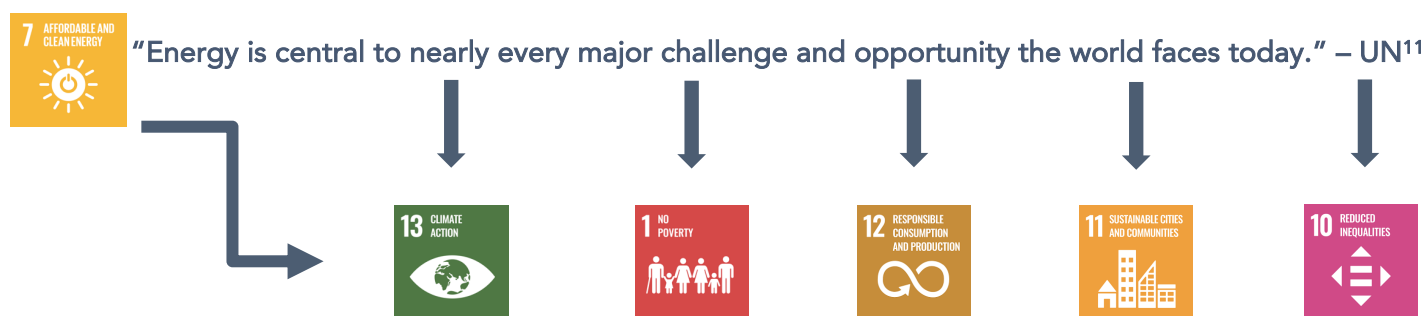 7 AFFORDABLE AND
CLEAN ENERGY
“Energy is central to nearly every major challenge and opportunity the world faces today.” – UN¹¹
13 CLIMATE
ACTION
1 NO
POVERTY
12 RESPONSIBLE
CONSUMPTION
AND PRODUCTION
11 SUSTAINABLE CITIES
AND COMMUNITIES
10 REDUCED
INEQUALITIES